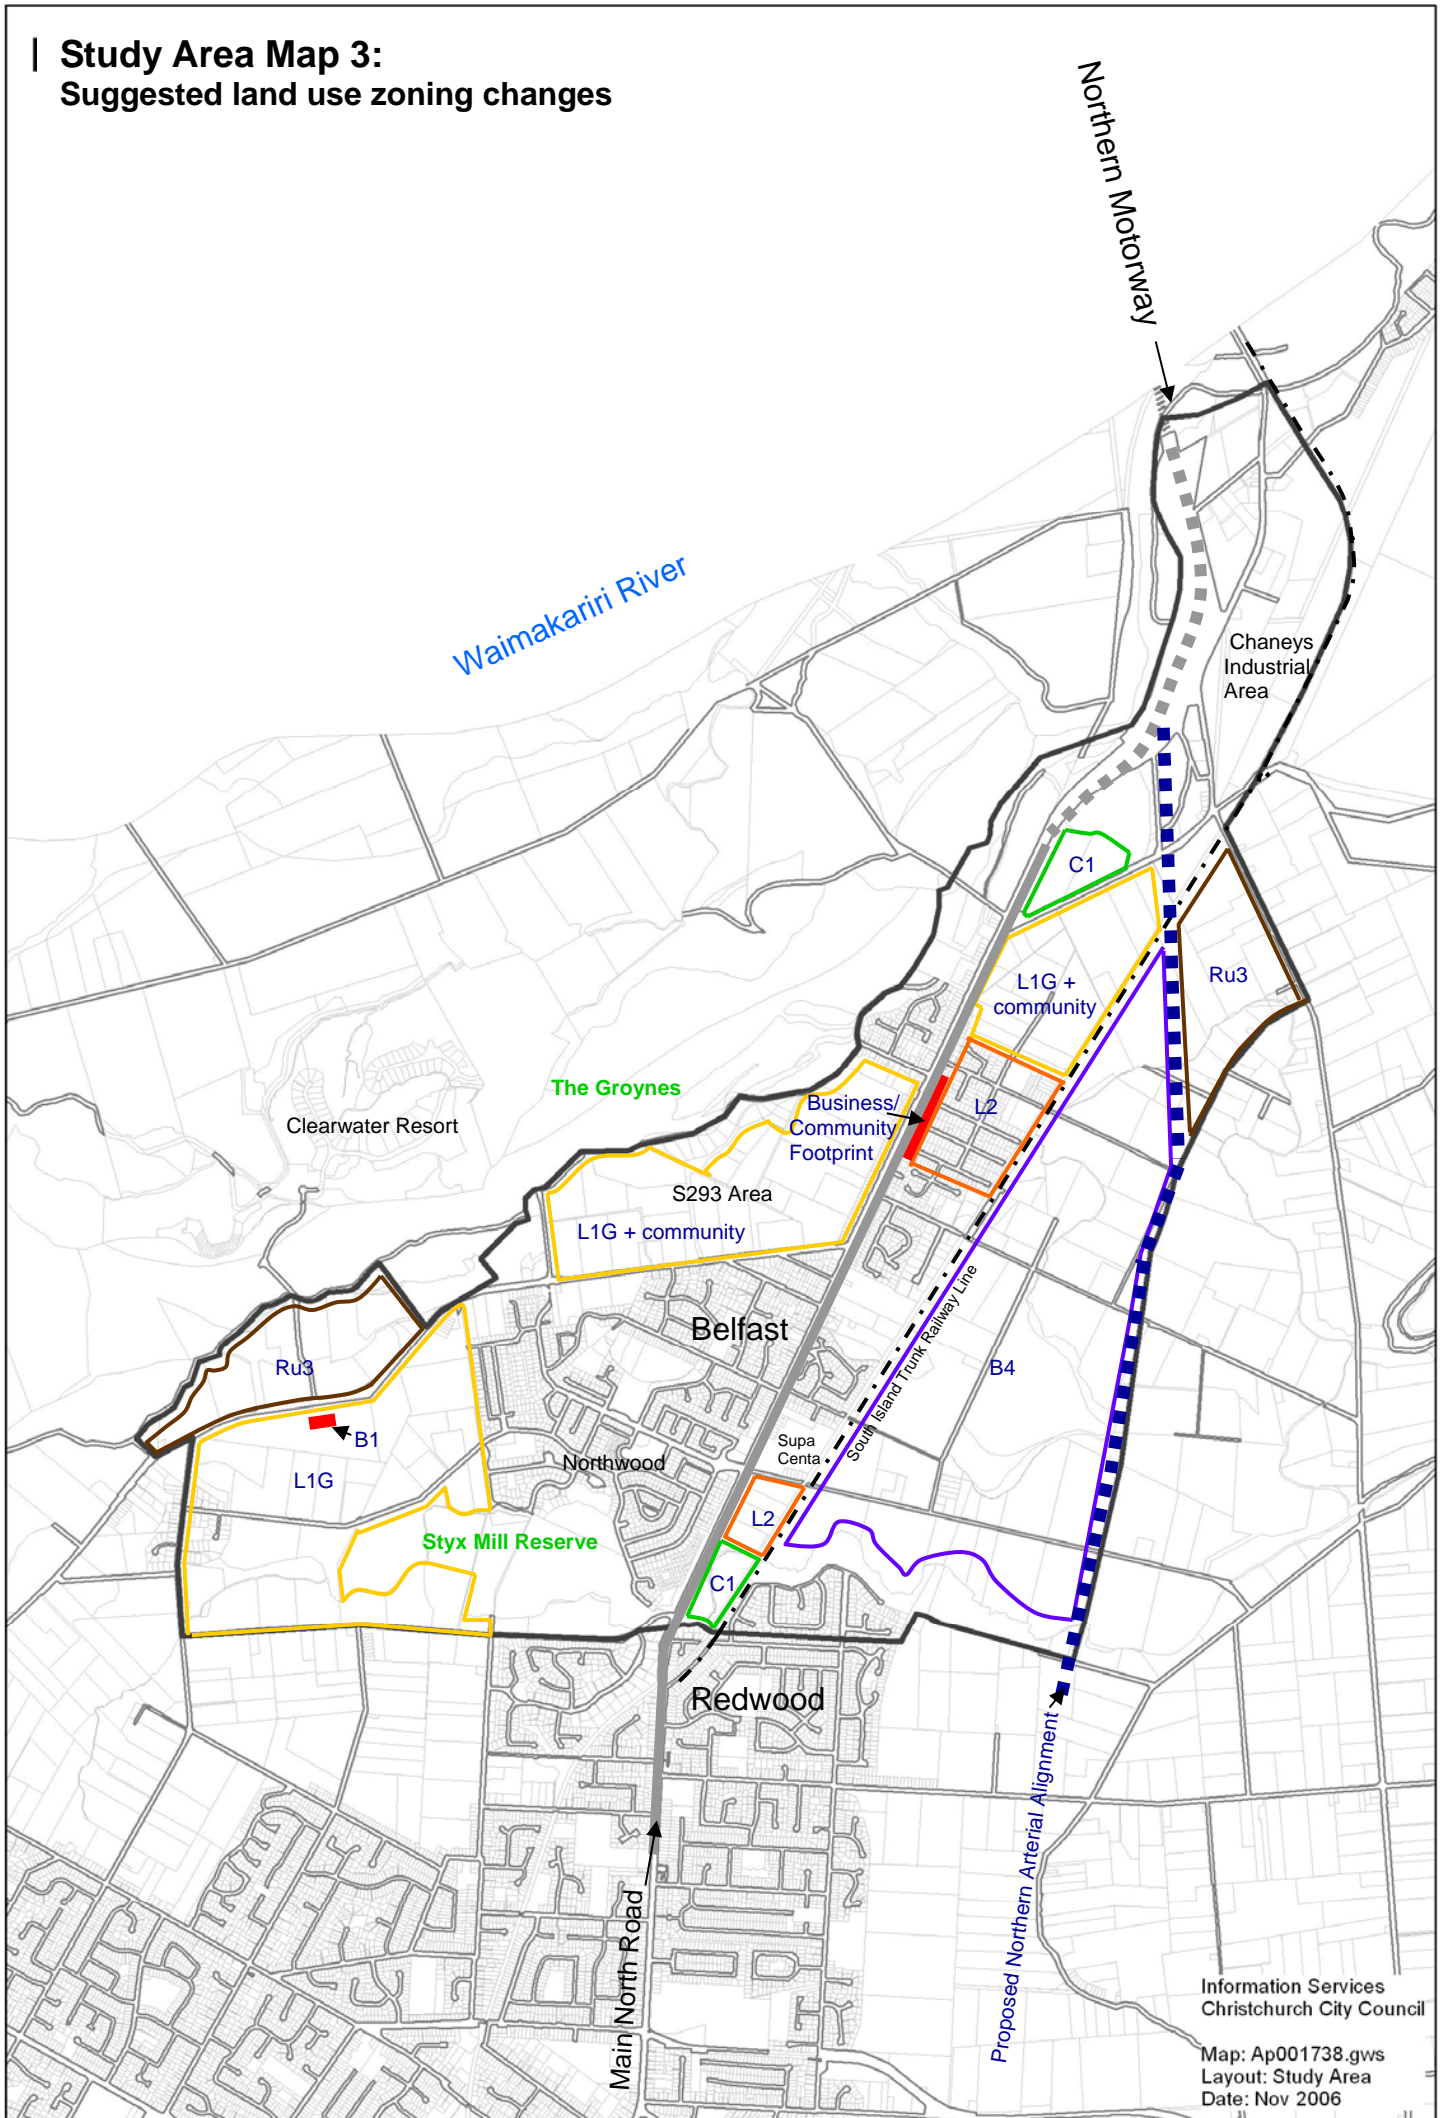 Study Area Map 3:
Suggested land use zoning changes
Northern Motorway
Waimakariri River
Chaneys
Industrial
Area
C1
L1G +
community
Ru3
The Groynes
Clearwater Resort
Business/
Community
Footprint
L2
S293 Area
L1G + community
South Island Trunk Railway Line
Belfast
Ru3
B4
B1
Supa
Centa
Northwood
L1G
L2
Styx Mill Reserve
C1
Redwood
Proposed Northern Arterial Alignment
Main North Road
Information Services
Christchurch City Council
Map: Ap001738.gws
Layout: Study Area
Date: Nov 2006